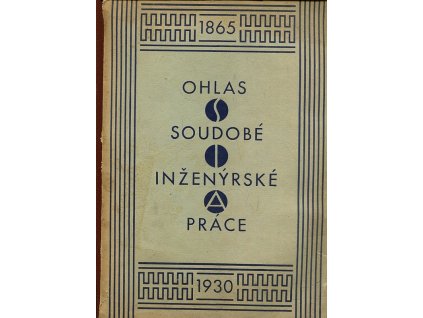 1865
OHLAS
S
SOUDOBÉ
I
INŽENÝRSKÉ
A
PRÁCE
1930